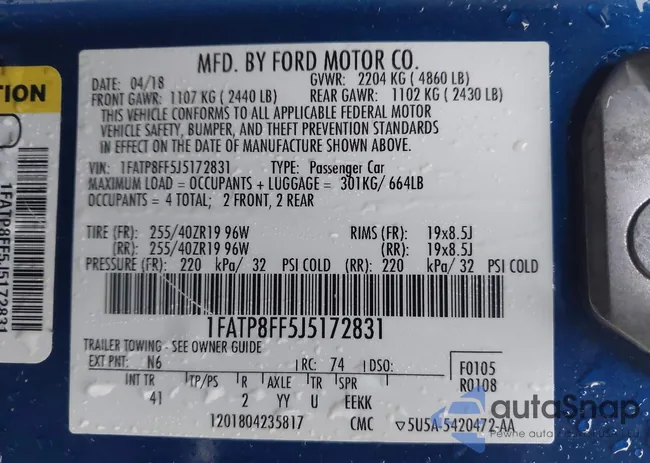 MFD. BY FORD MOTOR CO.
DATE: 04/18 GVWR: 2204 KG ( 4860 LB)
FRONT GAWR: 1107 KG ( 2440 LB) REAR GAWR: 1102 KG ( 2430 LB)
THIS VEHICLE CONFORMS TO ALL APPLICABLE FEDERAL MOTOR
VEHICLE SAFETY, BUMPER, AND THEFT PREVENTION STANDARDS
IN EFFECT ON THE DATE OF MANUFACTURE SHOWN ABOVE.
VIN: 1FATP8FF5J5172831 TYPE: Passenger Car
MAXIMUM LOAD = OCCUPANTS + LUGGAGE = 301KG/ 664LB
OCCUPANTS = 4 TOTAL; 2 FRONT, 2 REAR
TIRE (FR): 255/40ZR19 96W RIMS (FR): 19x8.5J
(RR): 255/40ZR19 96W (RR): 19x8.5J
PRESSURE (FR): 220 kPa/ 32 PSI COLD (RR): 220 kPa/ 32 PSI COLD
1FATP8FF5J5172831
TRAILER TOWING - SEE OWNER GUIDE
EXT PNT: N6 RC: 74 DSO: F0105
R0108
INT TR TP/PS R AXLE TR SPR
41 2 YY U EEKK
1201804235817 CMC ▽5U5A-5420472-AA
TION
1FATP8FF5J5172831
autoSnap
Pewne auto